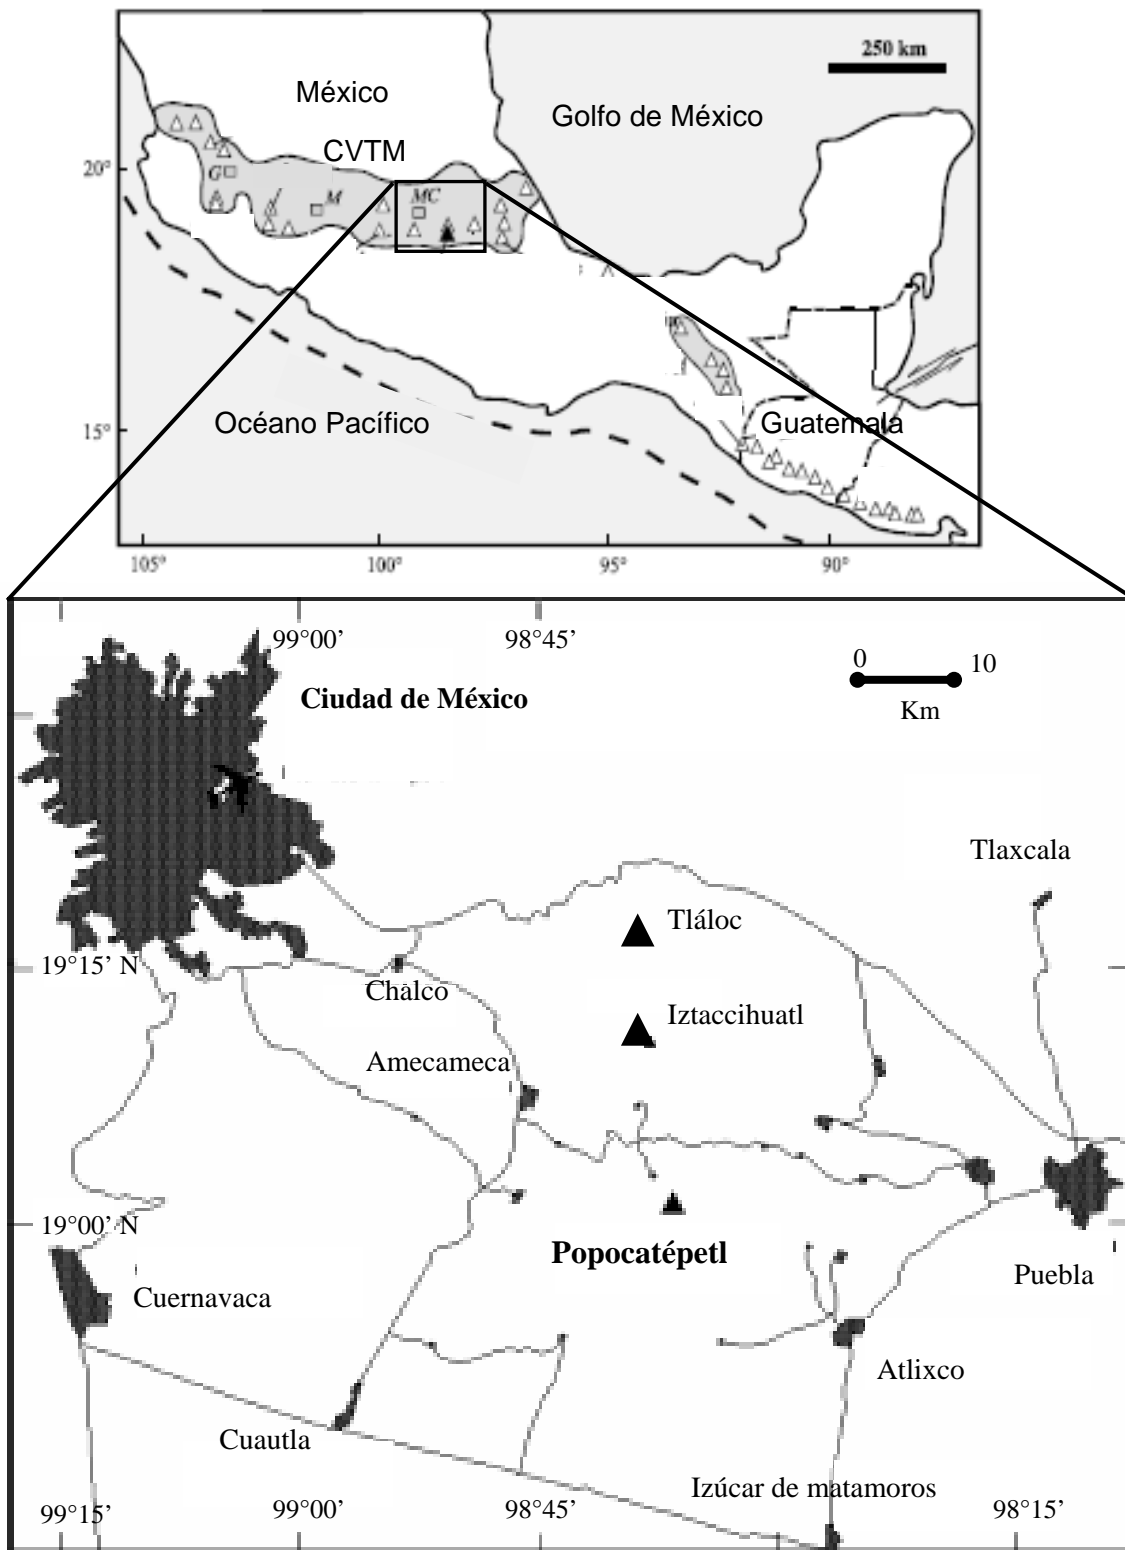 250 km
México
Golfo de México
CVTM
20°
G
M
MC
Océano Pacífico
Guatemala
15°
105°
100°
95°
90°
99°00’
98°45’
0
10
Km
Ciudad de México
Tlaxcala
Tláloc
19°15’ N
Chalco
Iztaccihuatl
Amecameca
19°00’ N
Popocatépetl
Puebla
Cuernavaca
Atlixco
Cuautla
Izúcar de matamoros
99°15’
99°00’
98°45’
98°15’